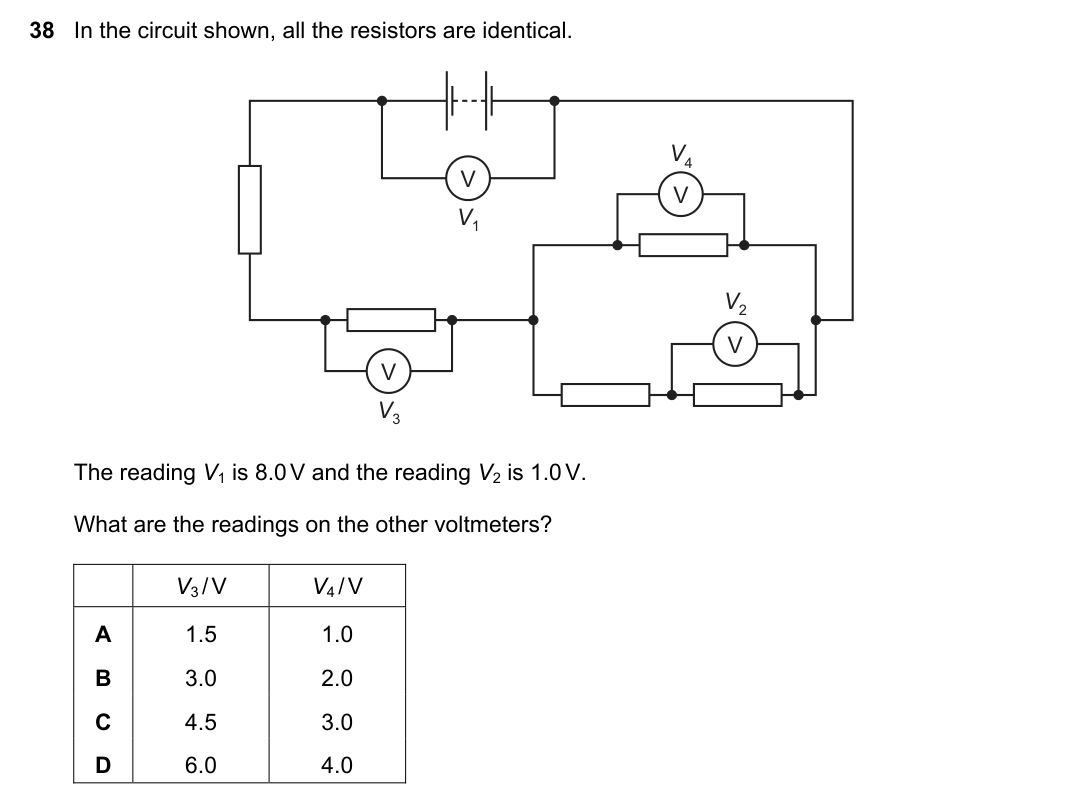 38 In the circuit shown, all the resistors are identical.
V
V1
V4
V
V2
V
V
V3
The reading V1 is 8.0 V and the reading V2 is 1.0 V.
What are the readings on the other voltmeters?
V3 / V V4 / V
A 1.5 1.0
B 3.0 2.0
C 4.5 3.0
D 6.0 4.0